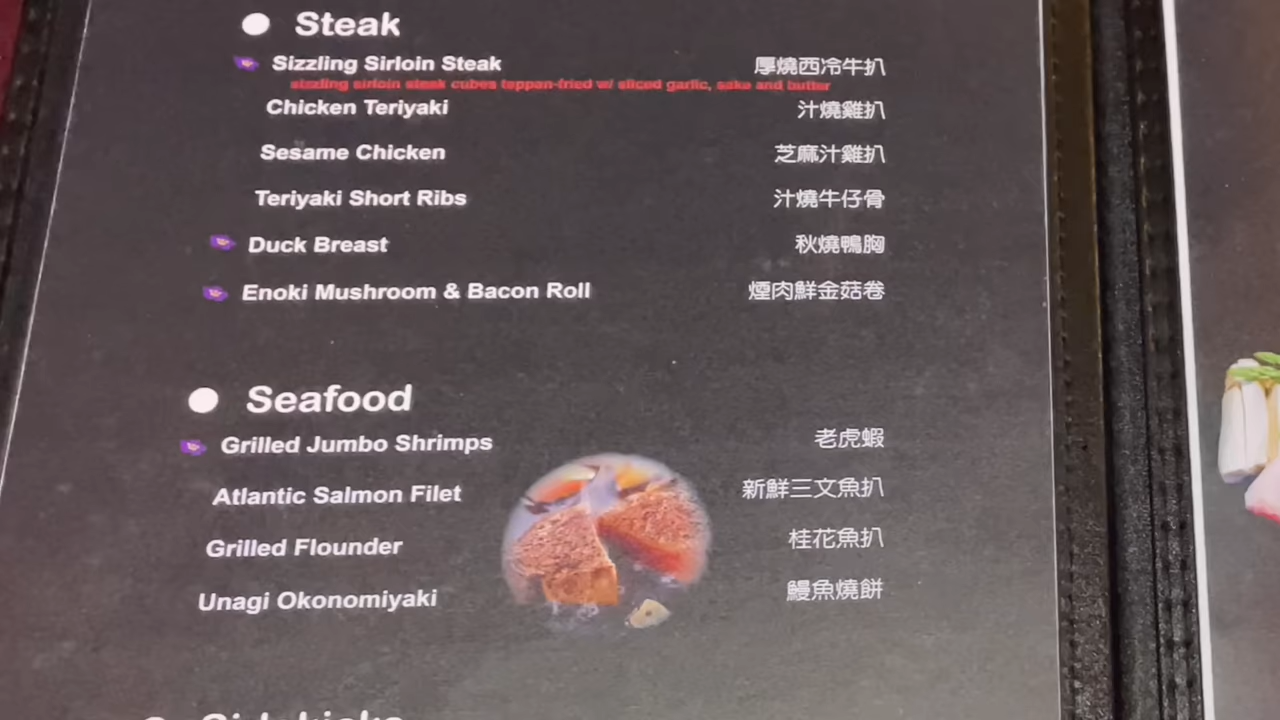 Steak
Sizzling Sirloin Steak 厚燒西冷牛扒
sizzling sirloin steak cubes teppan-fried w/ sliced garlic, sake and butter
Chicken Teriyaki 汁燒雞扒
Sesame Chicken 芝麻汁雞扒
Teriyaki Short Ribs 汁燒牛仔骨
Duck Breast 秋燒鴨胸
Enoki Mushroom & Bacon Roll 煙肉鮮金菇卷
Seafood
Grilled Jumbo Shrimps 老虎蝦
Atlantic Salmon Filet 新鮮三文魚扒
Grilled Flounder 桂花魚扒
Unagi Okonomiyaki 鰻魚燒餅